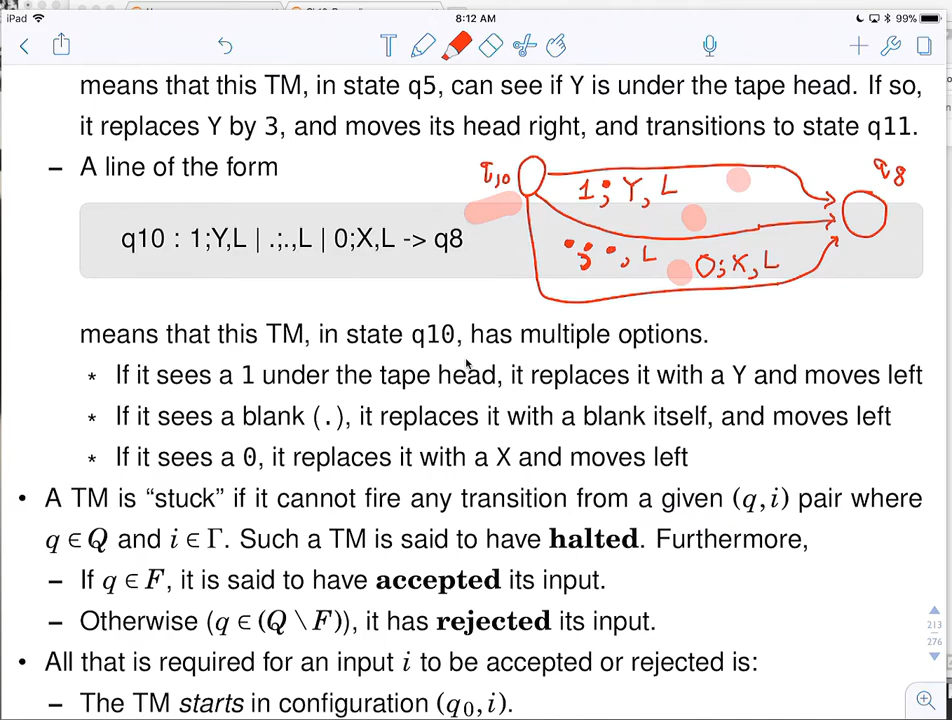 iPad 8:12 AM 99%
T
means that this TM, in state q5, can see if Y is under the tape head. If so,
it replaces Y by 3, and moves its head right, and transitions to state q11.
– A line of the form
q10 q8
1; Y, L
q10 : 1;Y,L | .;.,L | 0;X,L -> q8
.;., L
0; X, L
means that this TM, in state q10, has multiple options.
* If it sees a 1 under the tape head, it replaces it with a Y and moves left
* If it sees a blank (.), it replaces it with a blank itself, and moves left
* If it sees a 0, it replaces it with a X and moves left
• A TM is “stuck” if it cannot fire any transition from a given (q, i) pair where
q ∈ Q and i ∈ Γ. Such a TM is said to have halted. Furthermore,
– If q ∈ F, it is said to have accepted its input.
– Otherwise (q ∈ (Q \ F)), it has rejected its input.
• All that is required for an input i to be accepted or rejected is:
– The TM starts in configuration (q₀, i).
213
276